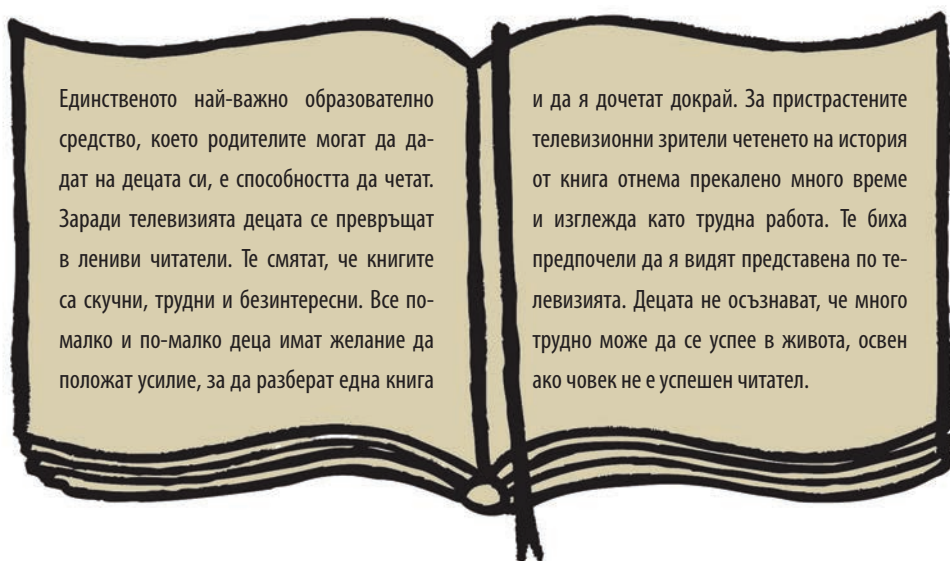 Единственото най-важно образователно
средство, което родителите могат да да-
дат на децата си, е способността да четат.
Заради телевизията децата се превръщат
в лениви читатели. Те смятат, че книгите
са скучни, трудни и безинтересни. Все по-
малко и по-малко деца имат желание да
положат усилие, за да разберат една книга
и да я дочетат докрай. За пристрастените
телевизионни зрители четенето на история
от книга отнема прекалено много време
и изглежда като трудна работа. Те биха
предпочели да я видят представена по те-
левизията. Децата не осъзнават, че много
трудно може да се успее в живота, освен
ако човек не е успешен читател.